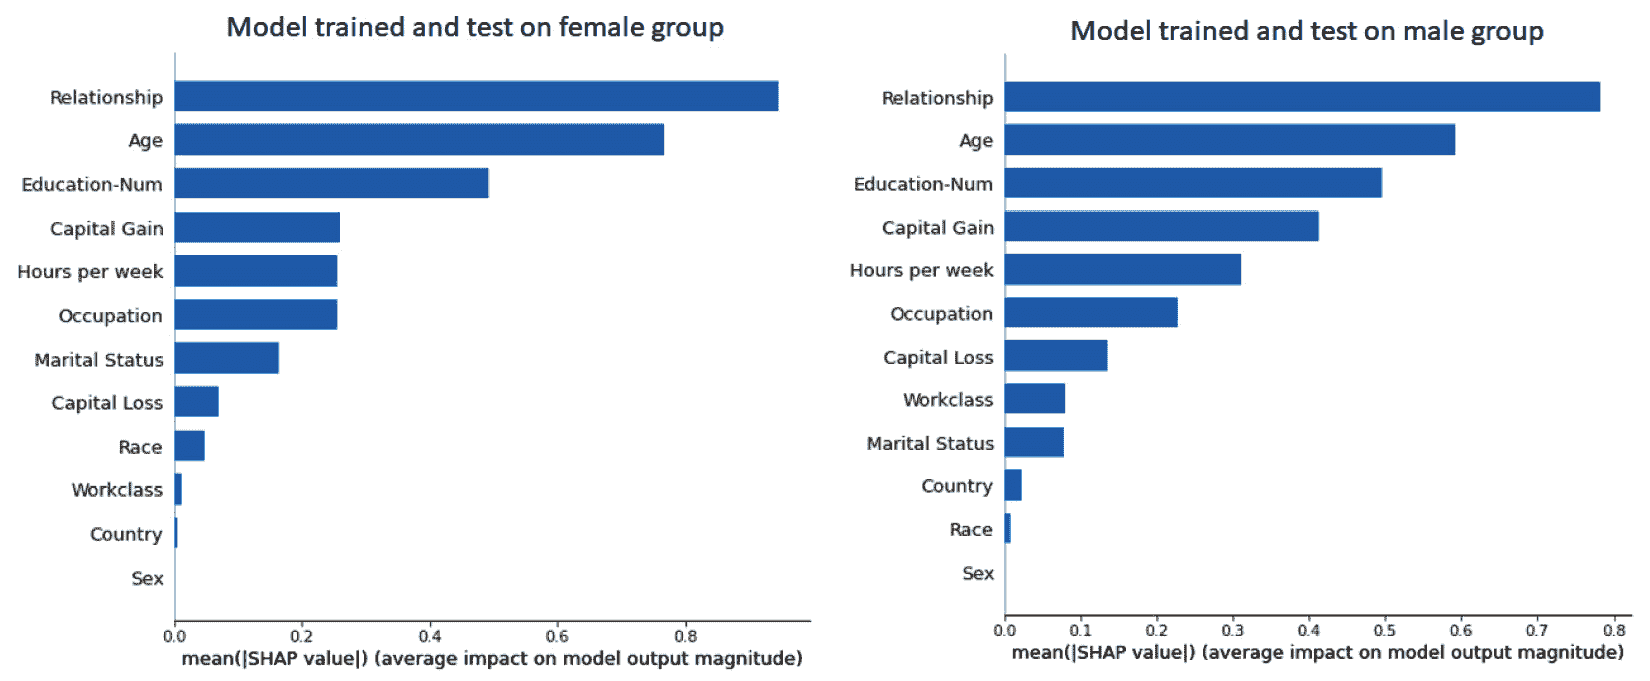 Model trained and test on female group
Relationship
Age
Education-Num
Capital Gain
Hours per week
Occupation
Marital Status
Capital Loss
Race
Workclass
Country
Sex
0.0 0.2 0.4 0.6 0.8
mean(|SHAP value|) (average impact on model output magnitude)
Model trained and test on male group
Relationship
Age
Education-Num
Capital Gain
Hours per week
Occupation
Capital Loss
Workclass
Marital Status
Country
Race
Sex
0.0 0.1 0.2 0.3 0.4 0.5 0.6 0.7 0.8
mean(|SHAP value|) (average impact on model output magnitude)